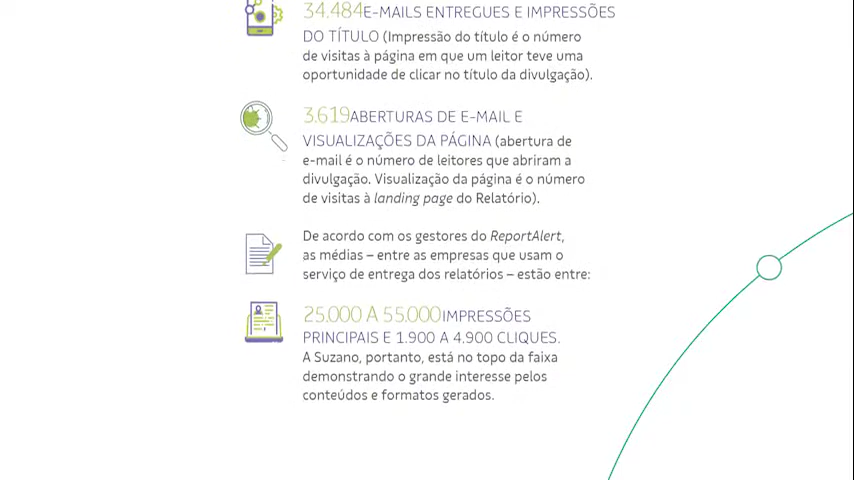 34.484 E-MAILS ENTREGUES E IMPRESSÕES
DO TÍTULO (Impressão do título é o número
de visitas à página em que um leitor teve uma
oportunidade de clicar no título da divulgação).
3.619 ABERTURAS DE E-MAIL E
VISUALIZAÇÕES DA PÁGINA (abertura de
e-mail é o número de leitores que abriram a
divulgação. Visualização da página é o número
de visitas à landing page do Relatório).
De acordo com os gestores do ReportAlert,
as médias – entre as empresas que usam o
serviço de entrega dos relatórios – estão entre:
25.000 A 55.000 IMPRESSÕES
PRINCIPAIS E 1.900 A 4.900 CLIQUES.
A Suzano, portanto, está no topo da faixa
demonstrando o grande interesse pelos
conteúdos e formatos gerados.